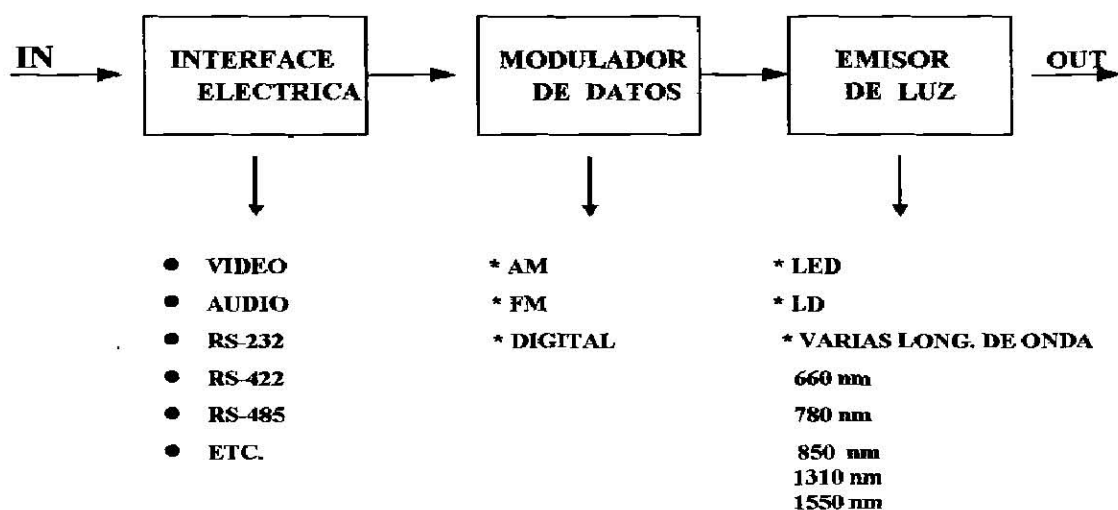 IN
INTERFACE
ELECTRICA
MODULADOR
DE DATOS
EMISOR
DE LUZ
OUT
● VIDEO
● AUDIO
● RS-232
● RS-422
● RS-485
● ETC.
* AM
* FM
* DIGITAL
* LED
* LD
* VARIAS LONG. DE ONDA
660 nm
780 nm
850 nm
1310 nm
1550 nm